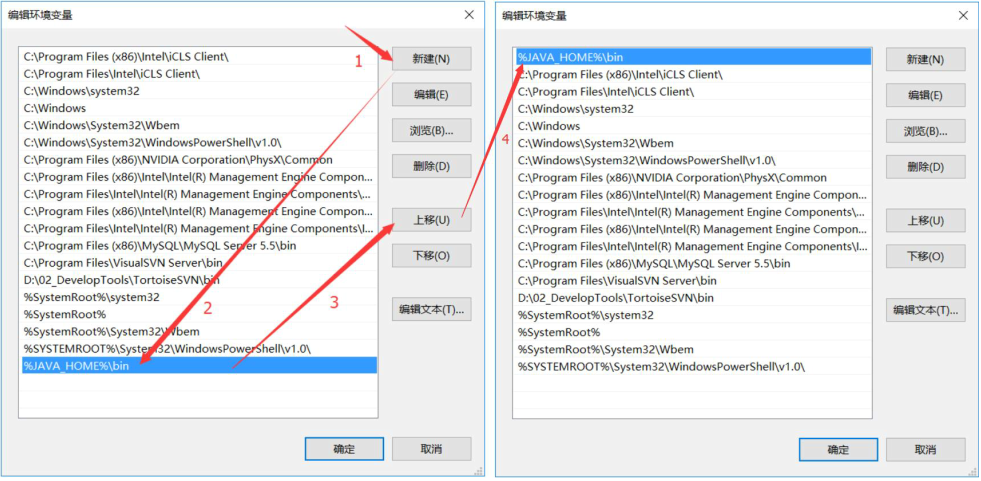 编辑环境变量
C:\Program Files (x86)\Intel\iCLS Client\
C:\Program Files\Intel\iCLS Client\
C:\Windows\system32
C:\Windows
C:\Windows\System32\Wbem
C:\Windows\System32\WindowsPowerShell\v1.0\
C:\Program Files (x86)\NVIDIA Corporation\PhysX\Common
C:\Program Files (x86)\Intel\Intel(R) Management Engine Compon...
C:\Program Files\Intel\Intel(R) Management Engine Components\...
C:\Program Files (x86)\Intel\Intel(R) Management Engine Compon...
C:\Program Files\Intel\Intel(R) Management Engine Components\I...
C:\Program Files (x86)\MySQL\MySQL Server 5.5\bin
C:\Program Files\VisualSVN Server\bin
D:\02_DevelopTools\TortoiseSVN\bin
%SystemRoot%\system32
%SystemRoot%
%SystemRoot%\System32\Wbem
%SYSTEMROOT%\System32\WindowsPowerShell\v1.0\
%JAVA_HOME%\bin
1
2
3
新建(N)
编辑(E)
浏览(B)...
删除(D)
上移(U)
下移(O)
编辑文本(T)...
确定
取消
4
编辑环境变量
%JAVA_HOME%\bin
C:\Program Files (x86)\Intel\iCLS Client\
C:\Program Files\Intel\iCLS Client\
C:\Windows\system32
C:\Windows
C:\Windows\System32\Wbem
C:\Windows\System32\WindowsPowerShell\v1.0\
C:\Program Files (x86)\NVIDIA Corporation\PhysX\Common
C:\Program Files (x86)\Intel\Intel(R) Management Engine Compon...
C:\Program Files\Intel\Intel(R) Management Engine Components\...
C:\Program Files (x86)\Intel\Intel(R) Management Engine Compon...
C:\Program Files\Intel\Intel(R) Management Engine Components\I...
C:\Program Files (x86)\MySQL\MySQL Server 5.5\bin
C:\Program Files\VisualSVN Server\bin
D:\02_DevelopTools\TortoiseSVN\bin
%SystemRoot%\system32
%SystemRoot%
%SystemRoot%\System32\Wbem
%SYSTEMROOT%\System32\WindowsPowerShell\v1.0\
新建(N)
编辑(E)
浏览(B)...
删除(D)
上移(U)
下移(O)
编辑文本(T)...
确定
取消